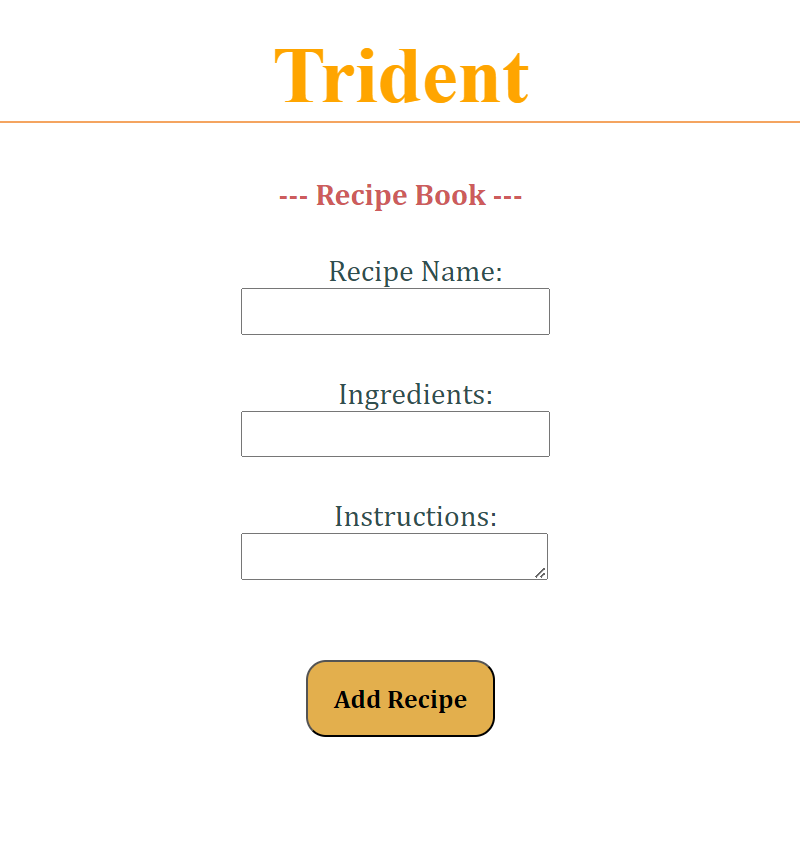 Trident
--- Recipe Book ---
Recipe Name:
Ingredients:
Instructions:
Add Recipe